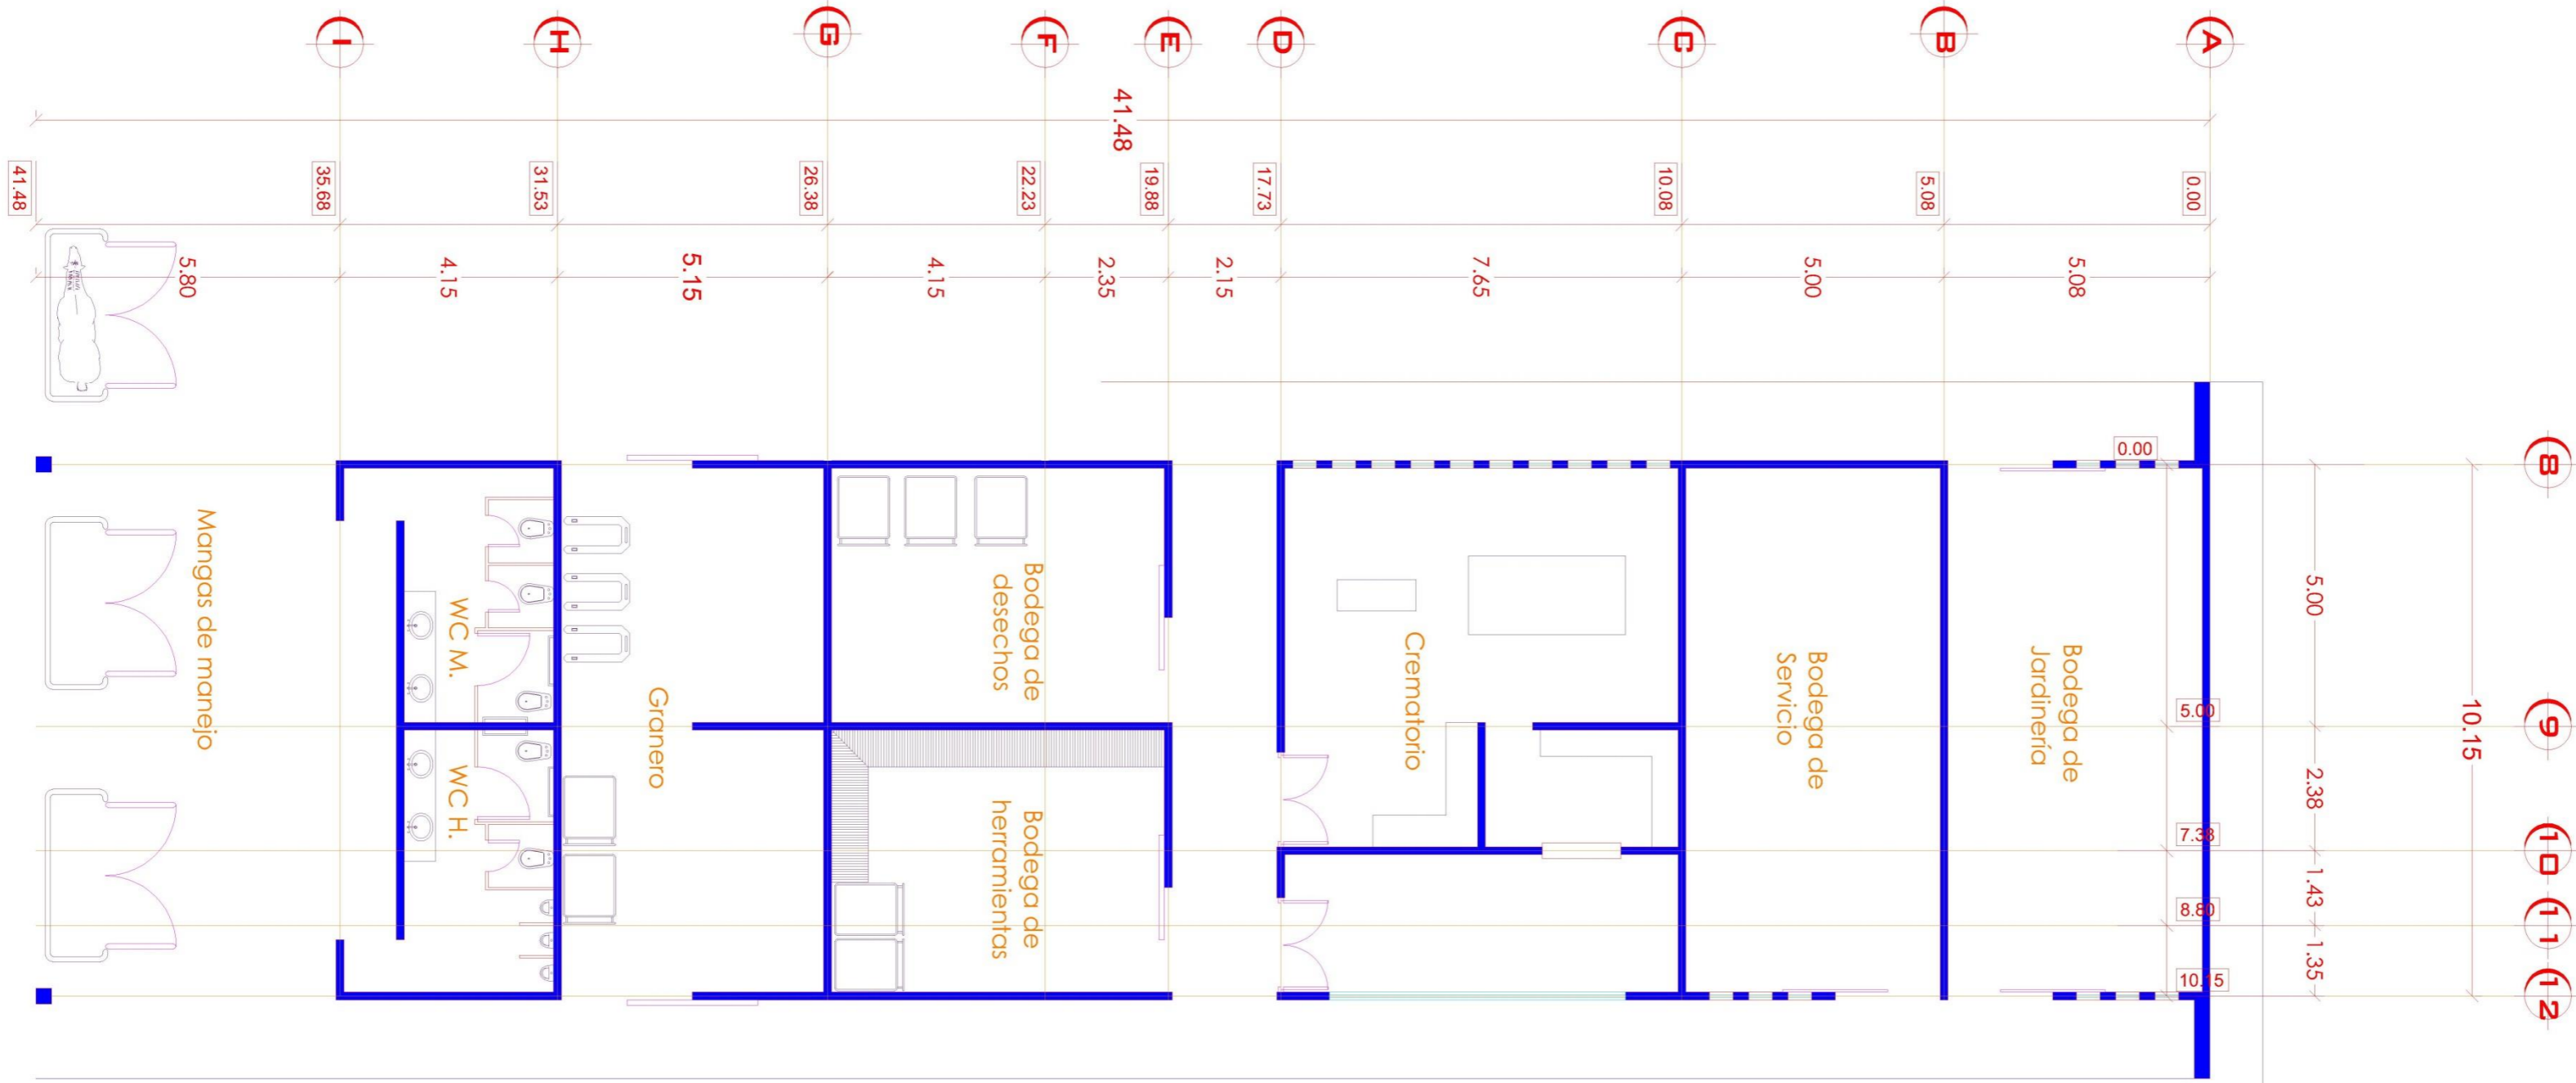 8
9
10
11
12
10.15
5.00
2.38
1.43
1.35
A
0.00
0.00
5.00
7.38
8.80
10.15
5.08
Bodega de
Jardinería
B
5.08
5.00
Bodega de
Servicio
C
10.08
7.65
Crematorio
D
17.73
2.15
E
19.88
41.48
2.35
F
22.23
Bodega de
desechos
Bodega de
herramientas
4.15
G
26.38
5.15
Granero
H
31.53
4.15
WC M.
WC H.
I
35.68
5.80
Mangas de manejo
41.48